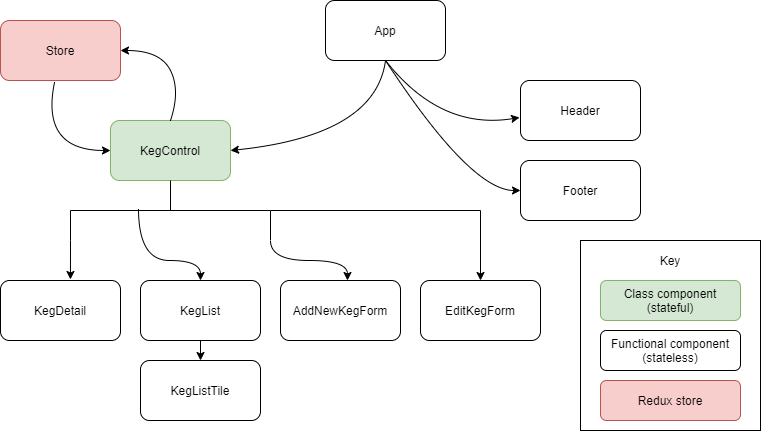 App
Store
Header
KegControl
Footer
Key
Class component
(stateful)
KegDetail
KegList
AddNewKegForm
EditKegForm
Functional component
(stateless)
KegListTile
Redux store